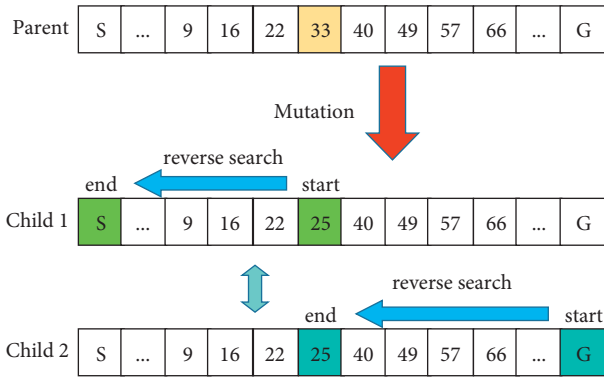 Parent S ... 9 16 22 33 40 49 57 66 ... G
Mutation
reverse search
end start
Child 1 S ... 9 16 22 25 40 49 57 66 ... G
reverse search
end start
Child 2 S ... 9 16 22 25 40 49 57 66 ... G